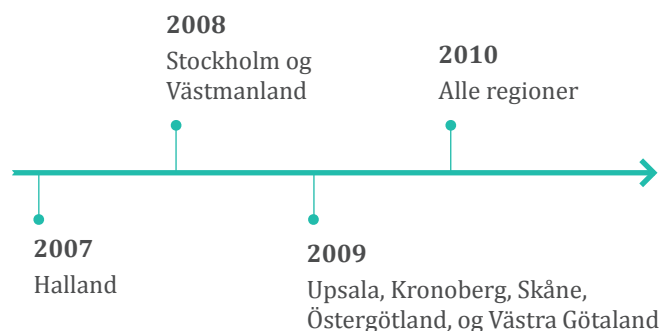 2008
Stockholm og
Västmanland
2010
Alle regioner
2007
Halland
2009
Upsala, Kronoberg, Skåne,
Östergötland, og Västra Götaland